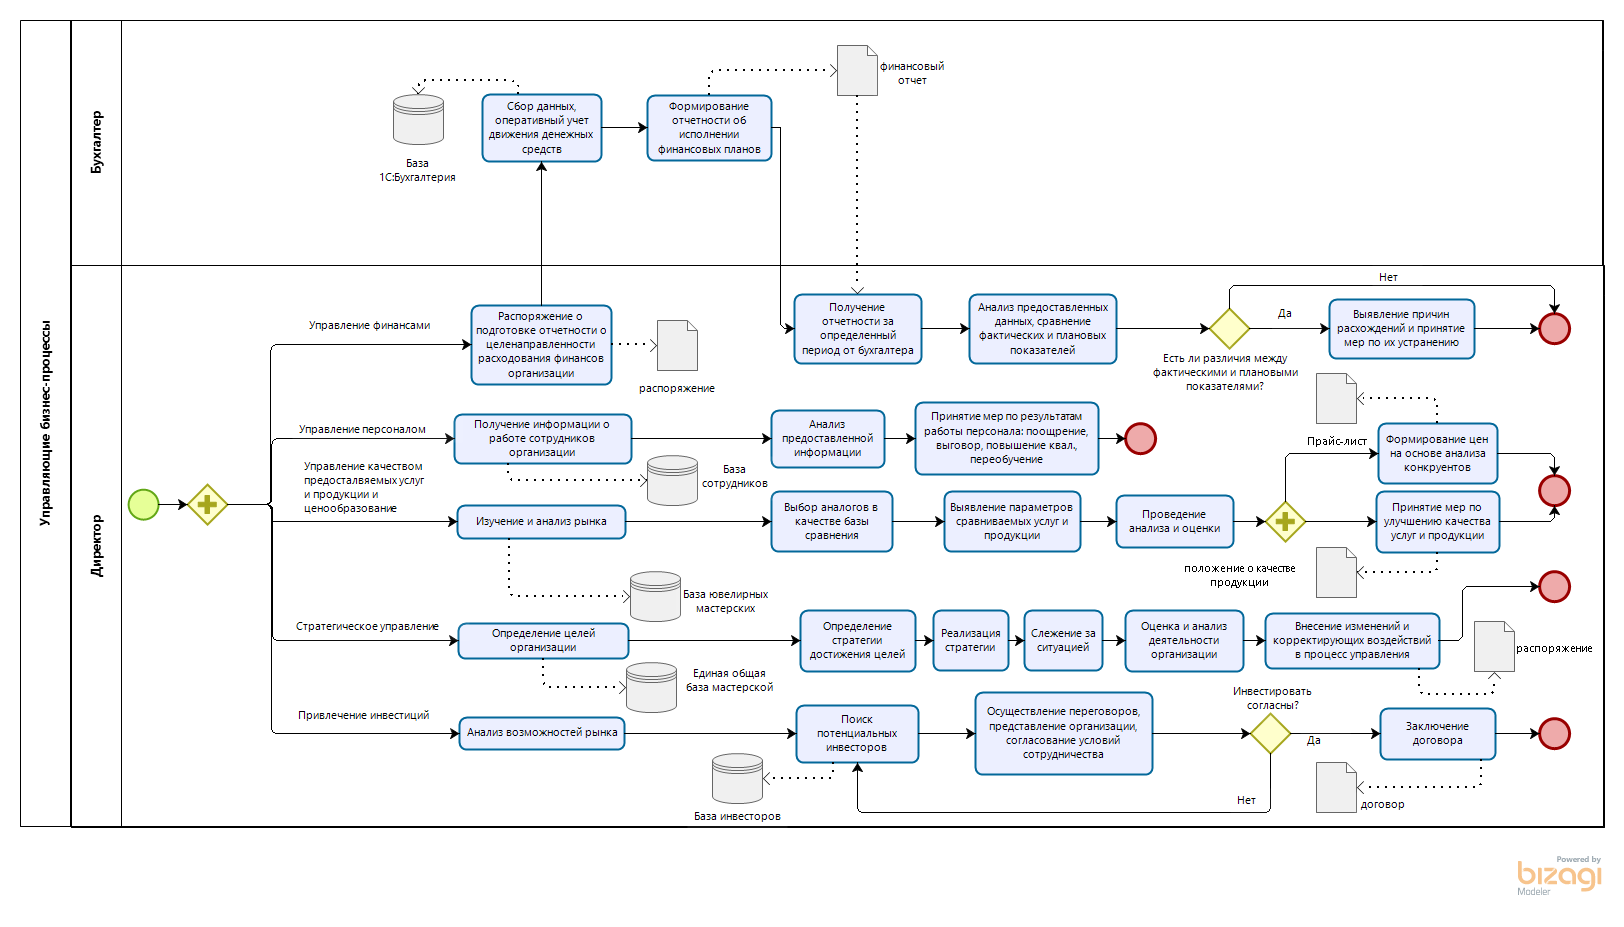 Управляющие бизнес-процессы
Бухгалтер
База
1С:Бухгалтерия
Сбор данных,
оперативный учет
движения денежных
средств
Формирование
отчетности об
исполнении
финансовых планов
финансовый
отчет
Директор
Управление финансами
Распоряжение о
подготовке отчетности о
целенаправленности
расходования финансов
организации
распоряжение
Получение
отчетности за
определенный
период от бухгалтера
Анализ предоставленных
данных, сравнение
фактических и плановых
показателей
Есть ли различия между
фактическими и плановыми
показателями?
Нет
Да
Выявление причин
расхождений и принятие
мер по их устранению
Управление персоналом
Получение информации о
работе сотрудников
организации
База
сотрудников
Анализ
предоставленной
информации
Принятие мер по результатам
работы персонала: поощрение,
выговор, повышение квал.,
переобучение
Управление качеством
предосталвяемых услуг
и продукции и
ценообразование
Изучение и анализ рынка
База ювелирных
мастерских
Выбор аналогов в
качестве базы
сравнения
Выявление параметров
сравниваемых услуг и
продукции
Проведение
анализа и оценки
Прайс-лист
Формирование цен
на основе анализа
конкруентов
Принятие мер по
улучшению качества
услуг и продукции
положение о качестве
продукции
Стратегическое управление
Определение целей
организации
Единая общая
база мастерской
Определение
стратегии
достижения целей
Реализация
стратегии
Слежение за
ситуацией
Оценка и анализ
деятельности
организации
Внесение изменений и
корректирующих воздействий
в процесс управления
распоряжение
Привлечение инвестиций
Анализ возможностей рынка
Поиск
потенциальных
инвесторов
База инвесторов
Осуществление переговоров,
представление организации,
согласование условий
сотрудничества
Инвестировать
согласны?
Да
Нет
Заключение
договора
договор
Powered by
bizagi
Modeler